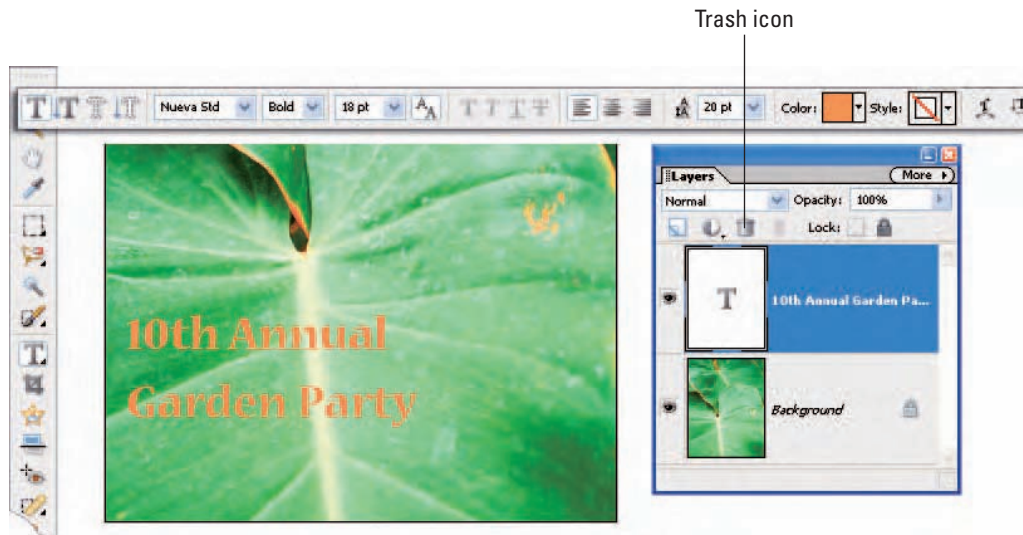 Trash icon
T T T T Nueva Std Bold 18 pt AA T T T T 20 pt Color: Style:
Layers More
Normal Opacity: 100%
Lock:
T 10th Annual Garden Pa...
10th Annual
Garden Party
Background
T